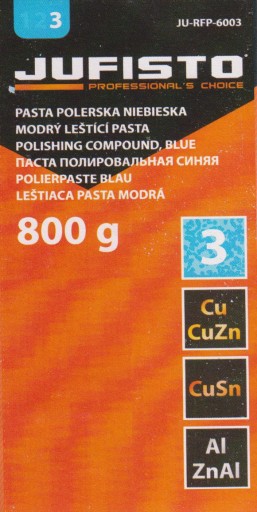 123
JU-RFP-6003
JUFISTO
PROFESSIONAL'S CHOICE
PASTA POLERSKA NIEBIESKA
MODRÝ LEŠTÍCÍ PASTA
POLISHING COMPOUND, BLUE
ПАСТА ПОЛИРОВАЛЬНАЯ СИНЯЯ
POLIERPASTE BLAU
LEŠTIACA PASTA MODRÁ
800 g
3
Cu
CuZn
CuSn
Al
ZnAl